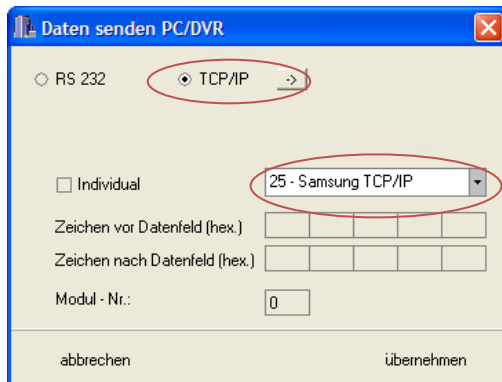 Daten senden PC/DVR
RS 232 TCP/IP ->
Individual 25 - Samsung TCP/IP
Zeichen vor Datenfeld (hex.)
Zeichen nach Datenfeld (hex.)
Modul - Nr.: 0
abbrechen übernehmen